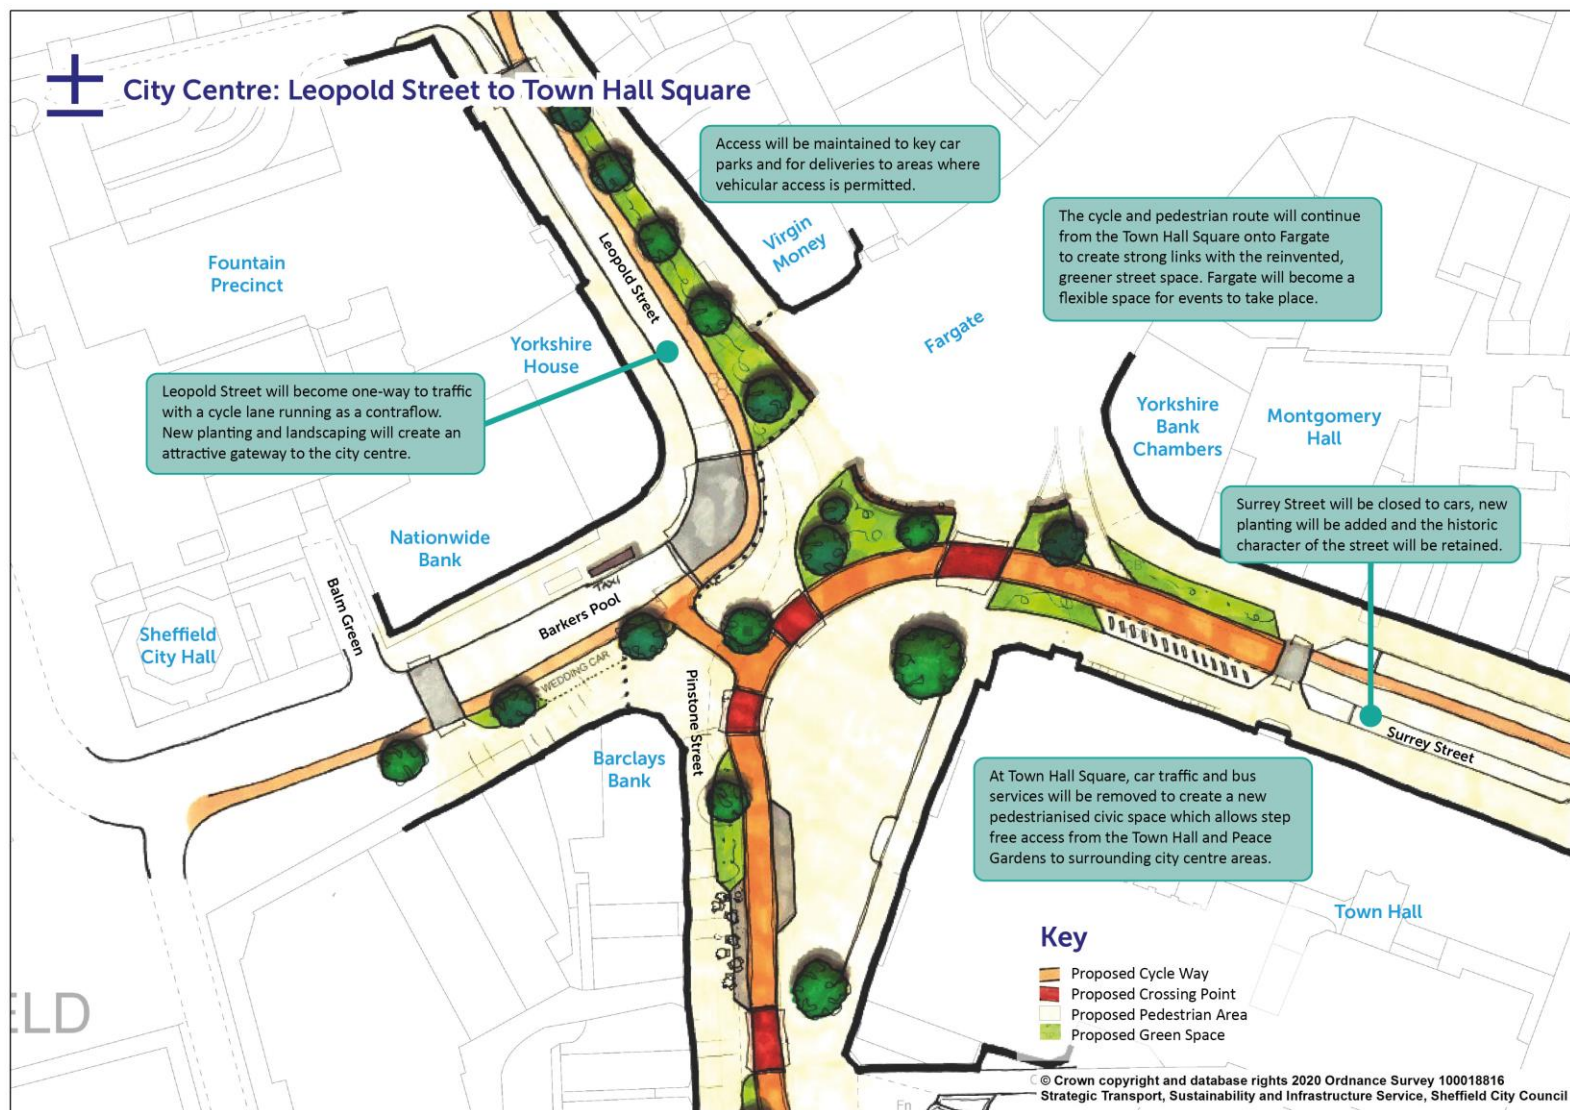 City Centre: Leopold Street to Town Hall Square
Access will be maintained to key car
parks and for deliveries to areas where
vehicular access is permitted.
The cycle and pedestrian route will continue
from the Town Hall Square onto Fargate
to create strong links with the reinvented,
greener street space. Fargate will become a
flexible space for events to take place.
Virgin
Money
Leopold Street
Fountain
Precinct
Fargate
Yorkshire
House
Leopold Street will become one-way to traffic
with a cycle lane running as a contraflow.
New planting and landscaping will create an
attractive gateway to the city centre.
Yorkshire
Bank
Chambers
Montgomery
Hall
Surrey Street will be closed to cars, new
planting will be added and the historic
character of the street will be retained.
Nationwide
Bank
TAXI
Balm Green
Barkers Pool
Sheffield
City Hall
WEDDING CAR
Pinstone Street
Barclays
Bank
Surrey Street
At Town Hall Square, car traffic and bus
services will be removed to create a new
pedestrianised civic space which allows step
free access from the Town Hall and Peace
Gardens to surrounding city centre areas.
Town Hall
Key
Proposed Cycle Way
Proposed Crossing Point
Proposed Pedestrian Area
Proposed Green Space
ELD
© Crown copyright and database rights 2020 Ordnance Survey 100018816
Strategic Transport, Sustainability and Infrastructure Service, Sheffield City Council